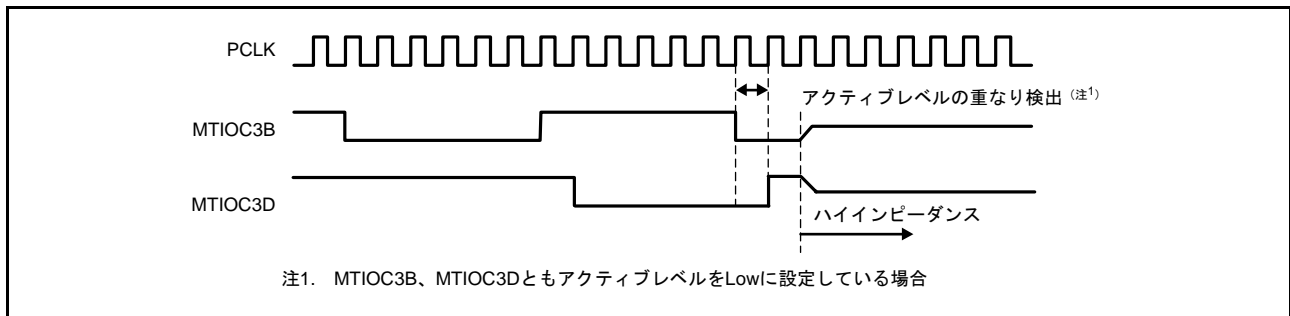 PCLK
アクティブレベルの重なり検出（注1）
MTIOC3B
MTIOC3D
ハイインピーダンス
注1. MTIOC3B、MTIOC3DともアクティブレベルをLowに設定している場合